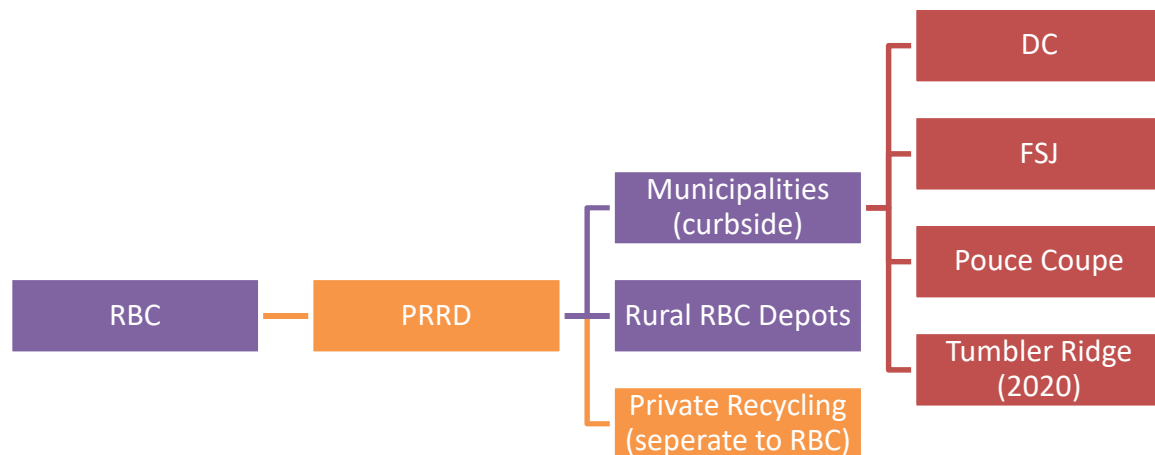 RBC
PRRD
Municipalities
(curbside)
Rural RBC Depots
Private Recycling
(seperate to RBC)
DC
FSJ
Pouce Coupe
Tumbler Ridge
(2020)